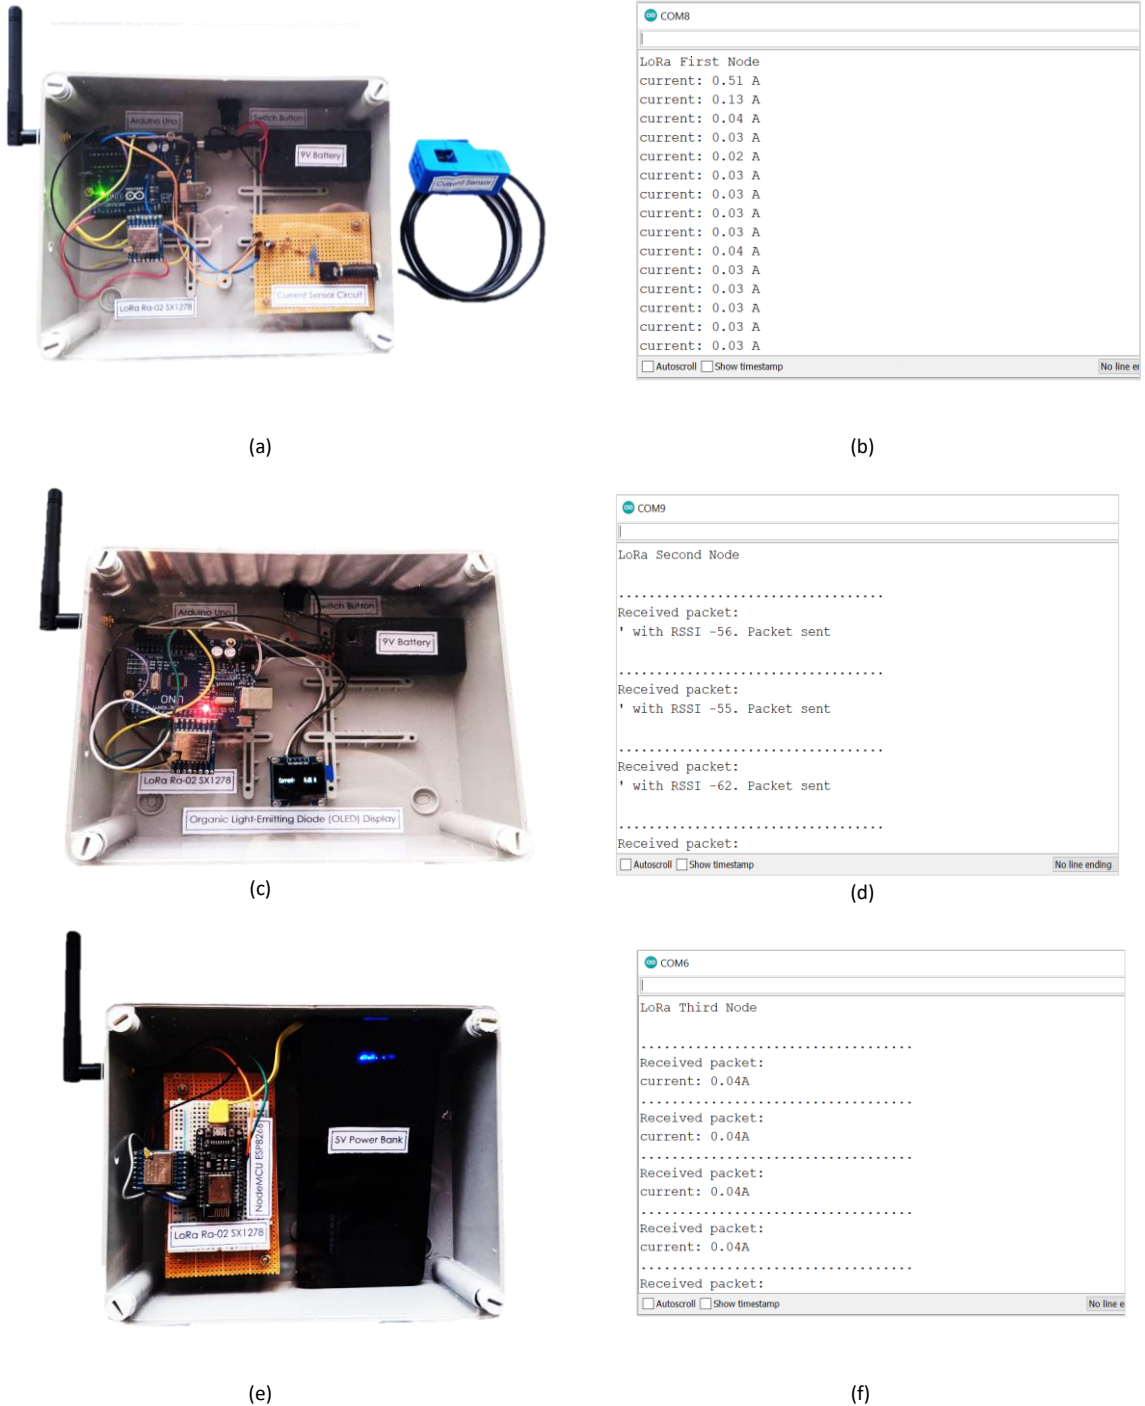 Arduino Uno
Switch Button
9V Battery
Current Sensor
Current Sensor Circuit
LoRa Ra-02 SX1278
COM8
LoRa First Node
current: 0.51 A
current: 0.13 A
current: 0.04 A
current: 0.03 A
current: 0.02 A
current: 0.03 A
current: 0.03 A
current: 0.03 A
current: 0.03 A
current: 0.04 A
current: 0.03 A
current: 0.03 A
current: 0.03 A
current: 0.03 A
current: 0.03 A
Autoscroll Show timestamp
No line e
(a)
(b)
Arduino Uno
Switch Button
9V Battery
UNO
LoRa Ra-02 SX1278
Current:
Organic Light-Emitting Diode (OLED) Display
COM9
LoRa Second Node
..................................
Received packet:
' with RSSI -56. Packet sent
..................................
Received packet:
' with RSSI -55. Packet sent
..................................
Received packet:
' with RSSI -62. Packet sent
..................................
Received packet:
Autoscroll Show timestamp
No line ending
(c)
(d)
5V Power Bank
NodeMCU ESP8266
LoRa Ra-02 SX1278
COM6
LoRa Third Node
...................................
Received packet:
current: 0.04A
...................................
Received packet:
current: 0.04A
...................................
Received packet:
current: 0.04A
...................................
Received packet:
current: 0.04A
...................................
Received packet:
Autoscroll Show timestamp
No line e
(e)
(f)